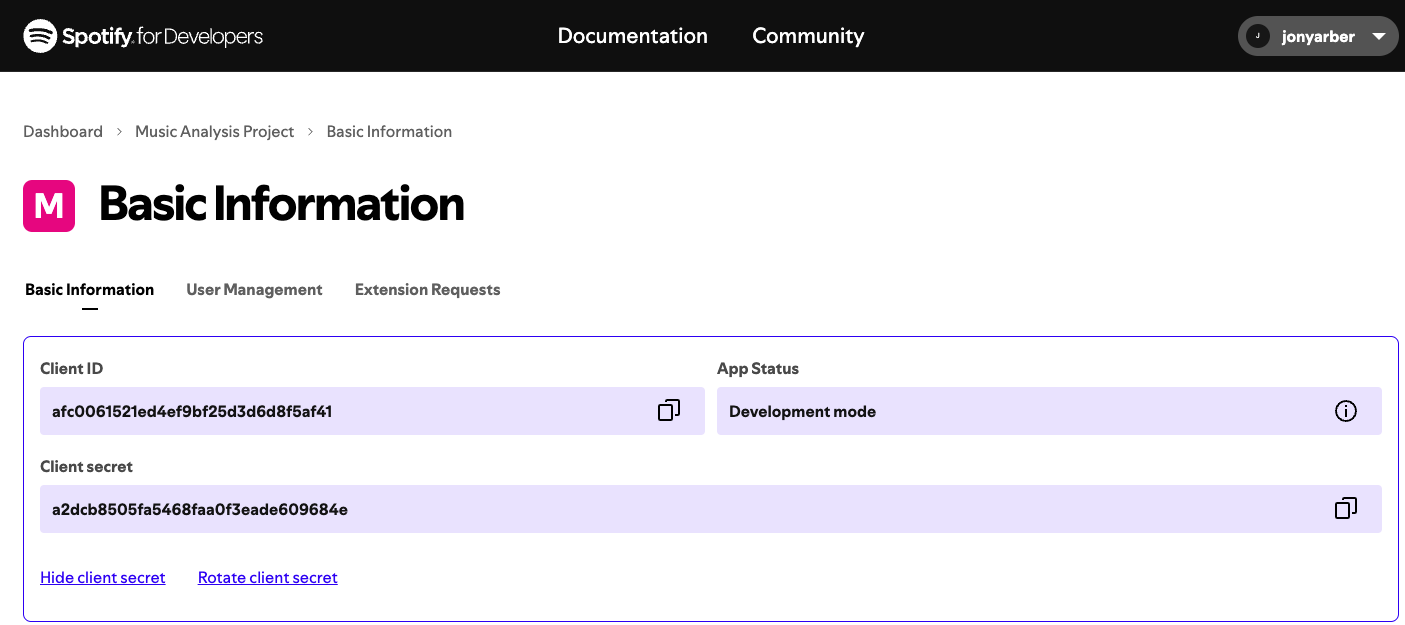 Spotify for Developers
Documentation
Community
J
jonyarber
Dashboard > Music Analysis Project > Basic Information
M
Basic Information
Basic Information
User Management
Extension Requests
Client ID
afc0061521ed4ef9bf25d3d6d8f5af41
App Status
Development mode
Client secret
a2dcb8505fa5468faa0f3eade609684e
Hide client secret
Rotate client secret